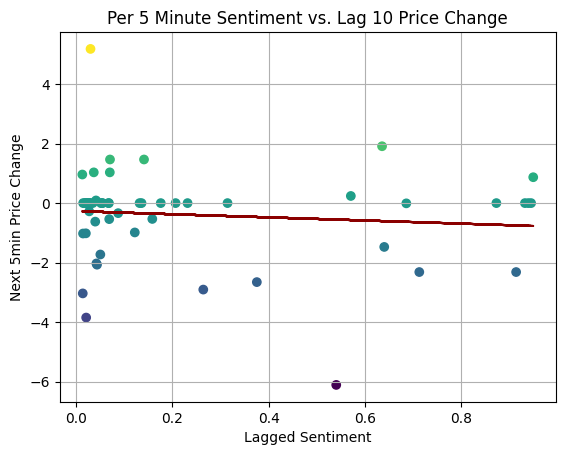 Per 5 Minute Sentiment vs. Lag 10 Price Change
4
2
0
−2
−4
−6
Next 5min Price Change
0.0 0.2 0.4 0.6 0.8
Lagged Sentiment